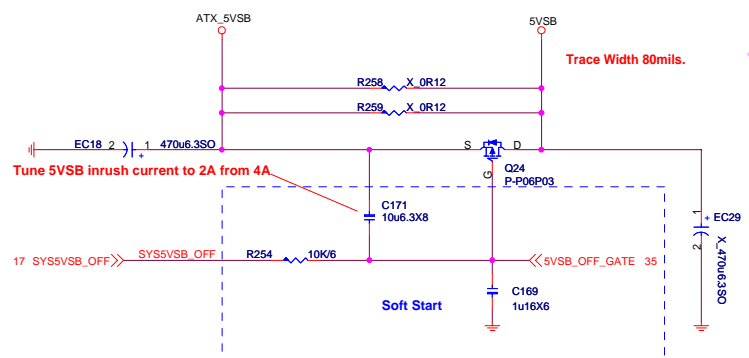 ATX_5VSB
5VSB
Trace Width 80mils.
R258
X_0R12
R259
X_0R12
EC18
2
1
470u6.3SO
+
S
D
G
Q24
P-P06P03
Tune 5VSB inrush current to 2A from 4A
C171
10u6.3X8
1
+
EC29
2
X_470u6.3SO
17
SYS5VSB_OFF
SYS5VSB_OFF
R254
10K/6
5VSB_OFF_GATE
35
C169
1u16X6
Soft Start